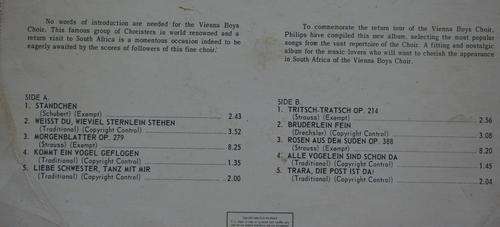 No words of introduction are needed for the Vienna Boys
Choir. This famous group of Choristers is world renowned and a
return visit to South Africa is a momentous occasion indeed to be
eagerly awaited by the scores of followers of this fine choir.
To commemorate the return tour of the Vienna Boys Choir,
Philips have compiled this new album, selecting the most popular
songs from the vast repertoire of the Choir. A fitting and nostalgic
album for the music lovers who will want to cherish the appearance
in South Africa of the Vienna Boys Choir.
SIDE A.
1. STANDCHEN
(Schubert) (Exempt) 2.43
2. WEISST DU, WIEVIEL STERNLEIN STEHEN
(Traditional) (Copyright Control) 3.52
3. MORGENBLATTER OP. 279
(Strauss) (Exempt) 8.25
4. KOMMT EIN VOGEL GEFLOGEN
(Traditional) (Copyright Control) 1.35
5. LIEBE SCHWESTER, TANZ MIT MIR
(Traditional) (Copyright Control) 2.00
SIDE B.
1. TRITSCH-TRATSCH OP. 214
(Strauss) (Exempt) 2.56
2. BRUDERLEIN FEIN
(Drechsler) (Copyright Control) 3.08
3. ROSEN AUS DEM SUDEN OP. 388
(Strauss) (Exempt) 8.20
4. ALLE VOGELEIN SIND SCHON DA
(Traditional) (Copyright Control) 1.45
5. TRARA, DIE POST IST DA!
(Traditional) (Copyright Control) 2.04